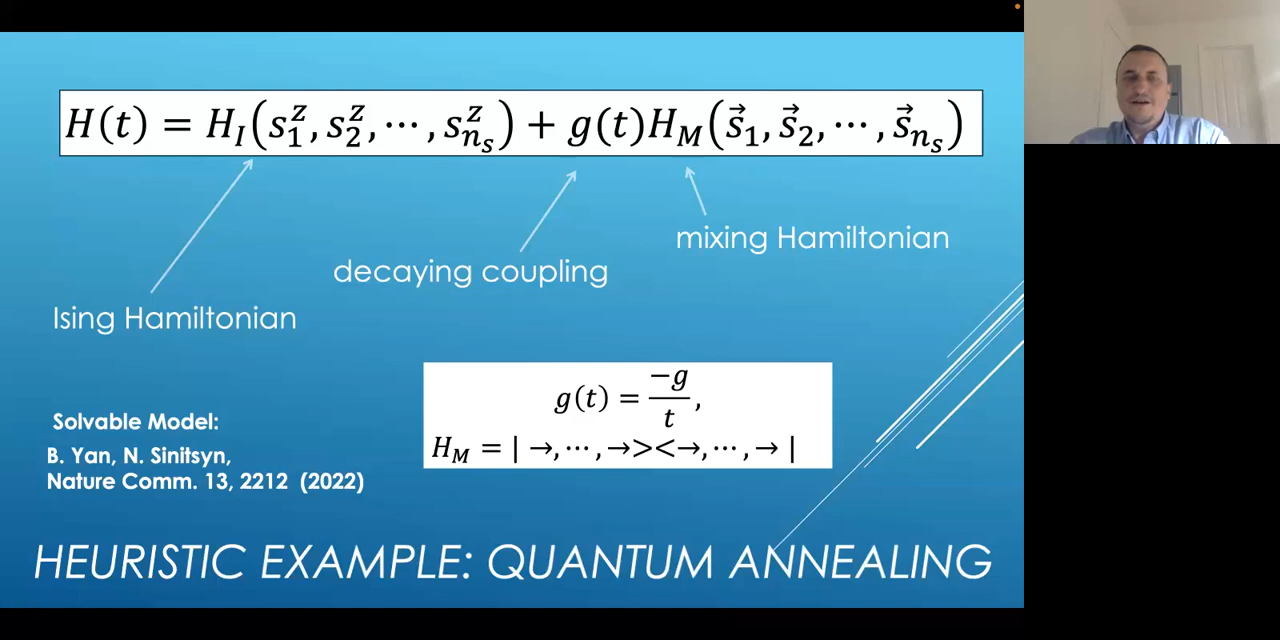 H(t) = H_I(s_1^z, s_2^z, ⋯, s_{n_s}^z) + g(t)H_M(s⃗_1, s⃗_2, ⋯, s⃗_{n_s})
mixing Hamiltonian
decaying coupling
Ising Hamiltonian
g(t) = \frac{-g}{t},
H_M = | →, ⋯, →><→, ⋯, → |
Solvable Model:
B. Yan, N. Sinitsyn,
Nature Comm. 13, 2212 (2022)
HEURISTIC EXAMPLE: QUANTUM ANNEALING